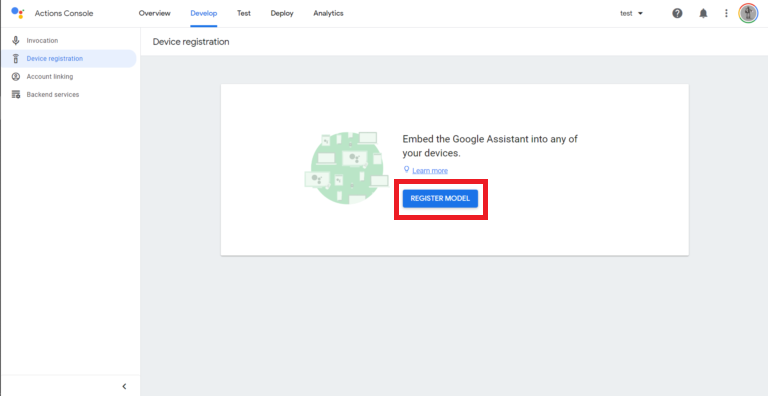 Actions Console
Overview
Develop
Test
Deploy
Analytics
test
Invocation
Device registration
Account linking
Backend services
Device registration
Embed the Google Assistant into any of
your devices.
Learn more
REGISTER MODEL